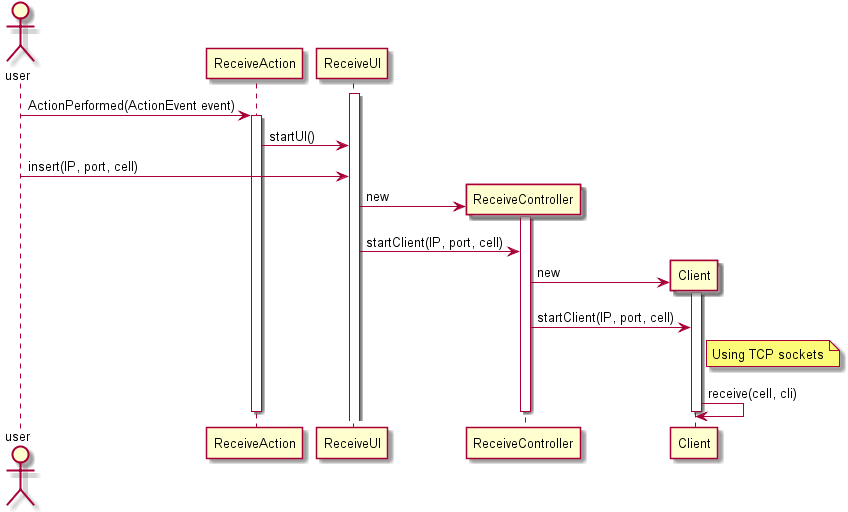 user
ReceiveAction
ReceiveUI
ActionPerformed(ActionEvent event)
startUI()
insert(IP, port, cell)
new
ReceiveController
startClient(IP, port, cell)
new
Client
startClient(IP, port, cell)
Using TCP sockets
receive(cell, cli)
user
ReceiveAction
ReceiveUI
ReceiveController
Client